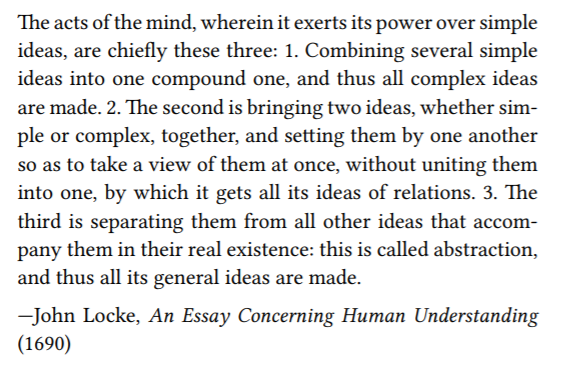 The acts of the mind, wherein it exerts its power over simple
ideas, are chiefly these three: 1. Combining several simple
ideas into one compound one, and thus all complex ideas
are made. 2. The second is bringing two ideas, whether sim-
ple or complex, together, and setting them by one another
so as to take a view of them at once, without uniting them
into one, by which it gets all its ideas of relations. 3. The
third is separating them from all other ideas that accom-
pany them in their real existence: this is called abstraction,
and thus all its general ideas are made.
—John Locke, An Essay Concerning Human Understanding
(1690)